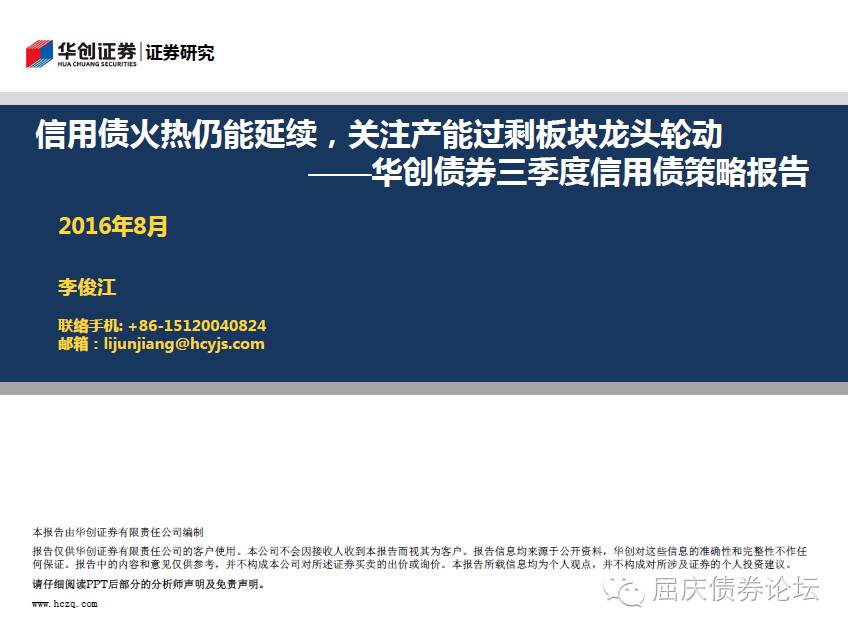 华创证券 证券研究
HUA CHUANG SECURITIES
信用债火热仍能延续，关注产能过剩板块龙头轮动
——华创债券三季度信用债策略报告
2016年8月
李俊江
联络手机: +86-15120040824
邮箱：lijunjiang@hcyjs.com
本报告由华创证券有限责任公司编制
报告仅供华创证券有限责任公司的客户使用。本公司不会因接收人收到本报告而视其为客户。报告信息均来源于公开资料，华创对这些信息的准确性和完整性不作任
何保证。报告中的内容和意见仅供参考，并不构成本公司对所述证券买卖的出价或询价。本报告所载信息均为个人观点，并不构成对所涉及证券的个人投资建议。
请仔细阅读PPT后部分的分析师声明及免责声明。
www.hczq.com
屈庆债券论坛